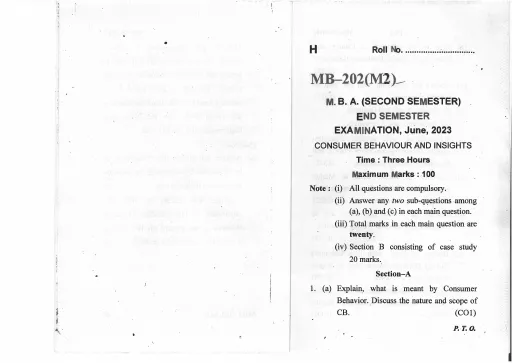 H Roll No. ................................
MB–202(M2)
M. B. A. (SECOND SEMESTER)
END SEMESTER
EXAMINATION, June, 2023
CONSUMER BEHAVIOUR AND INSIGHTS
Time : Three Hours
Maximum Marks : 100
Note : (i) All questions are compulsory.
(ii) Answer any two sub-questions among
(a), (b) and (c) in each main question.
(iii) Total marks in each main question are
twenty.
(iv) Section B consisting of case study
20 marks.
Section–A
1. (a) Explain, what is meant by Consumer
Behavior. Discuss the nature and scope of
CB. (CO1)
P. T. O.